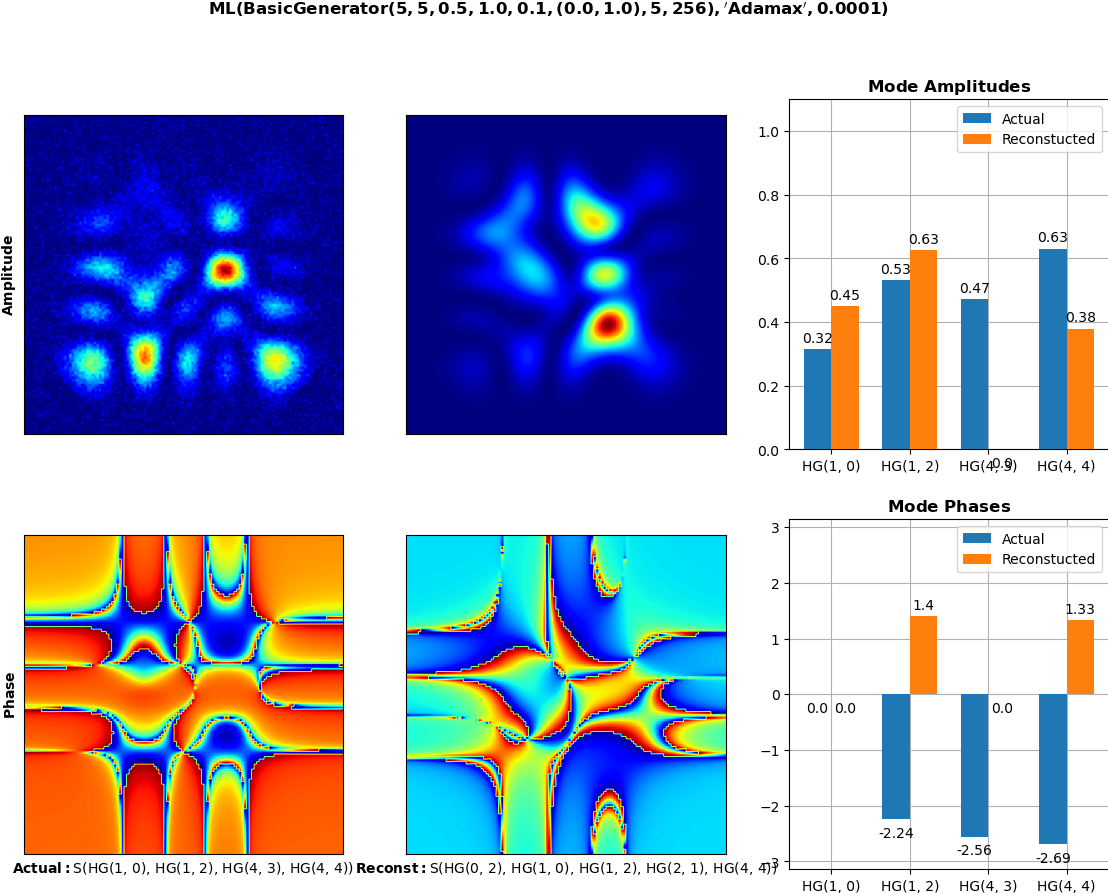 ML(BasicGenerator(5, 5, 0.5, 1.0, 0.1, (0.0, 1.0), 5, 256), ′Adamax′, 0.0001)
Mode Amplitudes
Actual
Reconstucted
1.0
0.8
0.6
0.4
0.2
0.0
0.32
0.45
0.53
0.63
0.47
0.0
0.63
0.38
HG(1, 0)
HG(1, 2)
HG(4, 3)
HG(4, 4)
Amplitude
Mode Phases
Actual
Reconstucted
3
2
1
0
−1
−2
−3
0.0
0.0
-2.24
1.4
-2.56
0.0
-2.69
1.33
HG(1, 0)
HG(1, 2)
HG(4, 3)
HG(4, 4)
Phase
Actual: S(HG(1, 0), HG(1, 2), HG(4, 3), HG(4, 4))
Reconst: S(HG(0, 2), HG(1, 0), HG(1, 2), HG(2, 1), HG(4, 4))